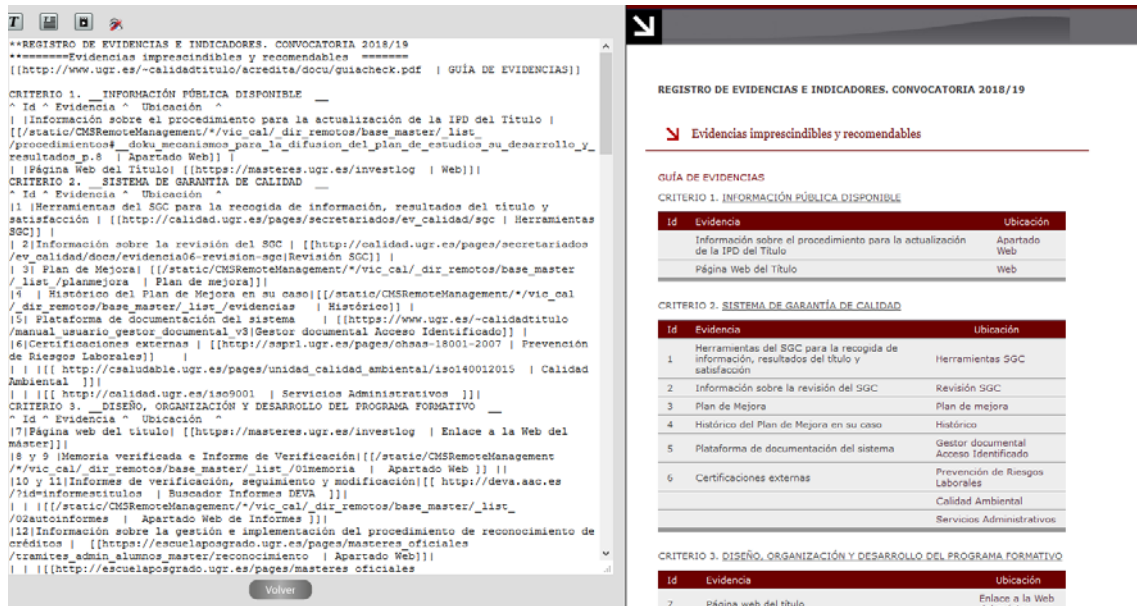 T
**REGISTRO DE EVIDENCIAS E INDICADORES. CONVOCATORIA 2018/19
**=======Evidencias imprescindibles y recomendables  =======
[[http://www.ugr.es/~calidadtitulo/acredita/docu/guiacheck.pdf  | GUÍA DE EVIDENCIAS]]
CRITERIO 1.  __INFORMACIÓN PÚBLICA DISPONIBLE  __
^ Id ^ Evidencia ^  Ubicación  ^
| |Información sobre el procedimiento para la actualización de la IPD del Título |
[[/static/CMSRemoteManagement/*/vic_cal/_dir_remotos/base_master/_list_
/procedimientos#__doku_mecanismos_para_la_difusion_del_plan_de_estudios_su_desarrollo_y_
resultados_p.8  | Apartado Web]] |
| |Página Web del Título| [[https://masteres.ugr.es/investlog  | Web]]|
CRITERIO 2.  __SISTEMA DE GARANTÍA DE CALIDAD  __
^ Id ^ Evidencia ^  Ubicación  ^
|1 |Herramientas del SGC para la recogida de información, resultados del título y
satisfacción | [[http://calidad.ugr.es/pages/secretariados/ev_calidad/sgc | Herramientas
SGC]] |
| 2|Información sobre la revisión del SGC | [[http://calidad.ugr.es/pages/secretariados
/ev_calidad/docs/evidencia06-revision-sgc|Revisión SGC]] |
| 3| Plan de Mejora| [[/static/CMSRemoteManagement/*/vic_cal/_dir_remotos/base_master
/_list_/planmejora  | Plan de mejora]]|
|4  | Histórico del Plan de Mejora en su caso|[[/static/CMSRemoteManagement/*/vic_cal
/_dir_remotos/base_master/_list_/evidencias  | Histórico]] |
|5| Plataforma de documentación del sistema   | [[https://www.ugr.es/~calidadtitulo
/manual_usuario_gestor_documental_v3|Gestor documental Acceso Identificado]] |
|6|Certificaciones externas | [[http://ssprl.ugr.es/pages/ohsas-18001-2007 | Prevención
de Riesgos Laborales]]   |
| | |[[ http://csaludable.ugr.es/pages/unidad_calidad_ambiental/iso140012015  | Calidad
Ambiental  ]]|
| | |[[ http://calidad.ugr.es/iso9001  | Servicios Administrativos  ]]|
CRITERIO 3.  __DISEÑO, ORGANIZACIÓN Y DESARROLLO DEL PROGRAMA FORMATIVO  __
^ Id ^ Evidencia ^  Ubicación  ^
|7|Página web del título| [[https://masteres.ugr.es/investlog  | Enlace a la Web del
máster]]|
|8 y 9 |Memoria verificada e Informe de Verificación|[[/static/CMSRemoteManagement
/*/vic_cal/_dir_remotos/base_master/_list_/01memoria  | Apartado Web ]] ||
|10 y 11|Informes de verificación, seguimiento y modificación|[[ http://deva.aac.es
/?id=informestitulos  | Buscador Informes DEVA  ]]|
| | |[[/static/CMSRemoteManagement/*/vic_cal/_dir_remotos/base_master/_list_
/02autoinformes  | Apartado Web de Informes ]]|
|12|Información sobre la gestión e implementación del procedimiento de reconocimiento de
créditos |  [[https://escuelaposgrado.ugr.es/pages/masteres_oficiales
/tramites_admin_alumnos_master/reconocimiento  | Apartado Web]]|
| | |[[http://escuelaposgrado.ugr.es/pages/masteres_oficiales
Volver
REGISTRO DE EVIDENCIAS E INDICADORES. CONVOCATORIA 2018/19
Evidencias imprescindibles y recomendables
GUÍA DE EVIDENCIAS
CRITERIO 1. INFORMACIÓN PÚBLICA DISPONIBLE
Id Evidencia Ubicación
Información sobre el procedimiento para la actualización Apartado
de la IPD del Título Web
Página Web del Título Web
CRITERIO 2. SISTEMA DE GARANTÍA DE CALIDAD
Id Evidencia Ubicación
Herramientas del SGC para la recogida de
1 información, resultados del título y Herramientas SGC
satisfacción
2 Información sobre la revisión del SGC Revisión SGC
3 Plan de Mejora Plan de mejora
4 Histórico del Plan de Mejora en su caso Histórico
5 Plataforma de documentación del sistema Gestor documental
Acceso Identificado
6 Certificaciones externas Prevención de Riesgos
Laborales
Calidad Ambiental
Servicios Administrativos
CRITERIO 3. DISEÑO, ORGANIZACIÓN Y DESARROLLO DEL PROGRAMA FORMATIVO
Id Evidencia Ubicación
Enlace a la Web
7 Página web del título